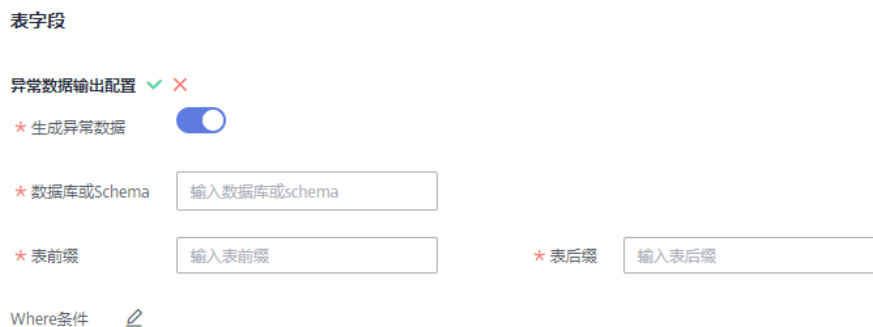 表字段
异常数据输出配置
* 生成异常数据
* 数据库或Schema 输入数据库或schema
* 表前缀 输入表前缀 * 表后缀 输入表后缀
Where条件